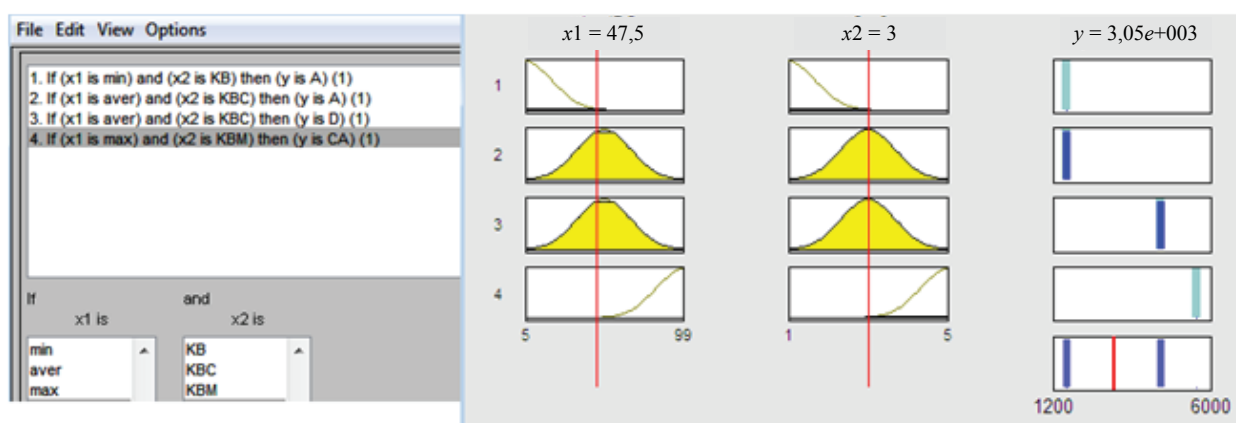 File Edit View Options
1. If (x1 is min) and (x2 is KB) then (y is A) (1)
2. If (x1 is aver) and (x2 is KBC) then (y is A) (1)
3. If (x1 is aver) and (x2 is KBC) then (y is D) (1)
4. If (x1 is max) and (x2 is KBM) then (y is CA) (1)
If and
x1 is x2 is
min KB
aver KBC
max KBM
x1 = 47,5 x2 = 3 y = 3,05e+003
1
2
3
4
5 99 1 5
1200 6000